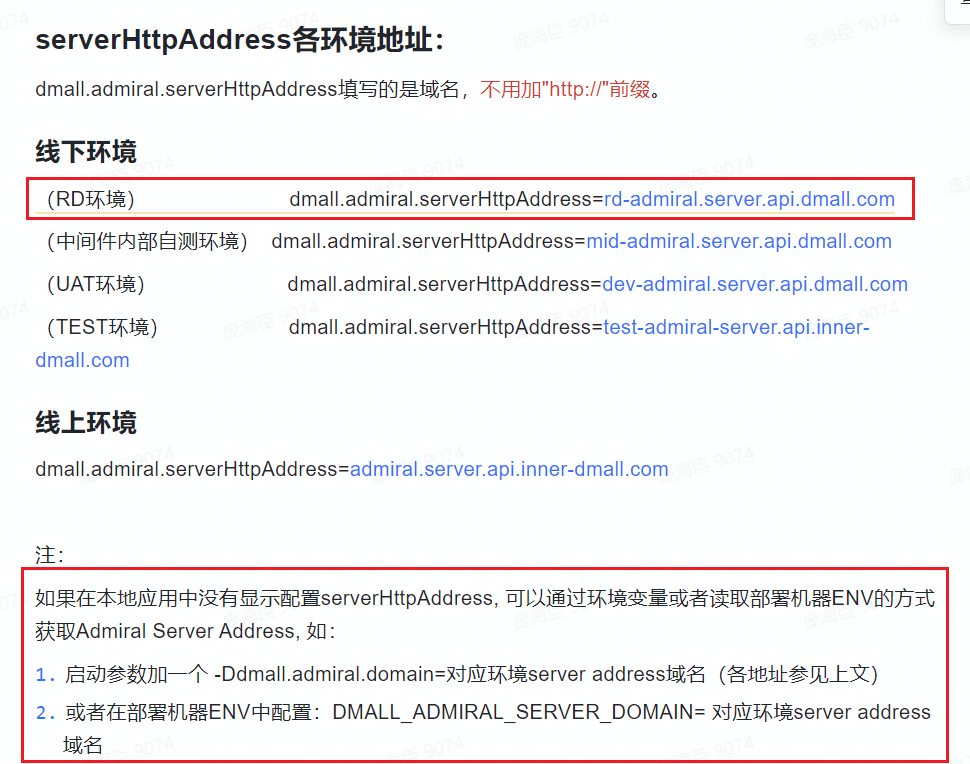 serverHttpAddress各环境地址：
dmall.admiral.serverHttpAddress填写的是域名，不用加"http://"前缀。
线下环境
（RD环境） dmall.admiral.serverHttpAddress=rd-admiral.server.api.dmall.com
（中间件内部自测环境） dmall.admiral.serverHttpAddress=mid-admiral.server.api.dmall.com
（UAT环境） dmall.admiral.serverHttpAddress=dev-admiral.server.api.dmall.com
（TEST环境） dmall.admiral.serverHttpAddress=test-admiral-server.api.inner-
dmall.com
线上环境
dmall.admiral.serverHttpAddress=admiral.server.api.inner-dmall.com
注：
如果在本地应用中没有显示配置serverHttpAddress, 可以通过环境变量或者读取部署机器ENV的方式
获取Admiral Server Address, 如：
1. 启动参数加一个 -Ddmall.admiral.domain=对应环境server address域名（各地址参见上文）
2. 或者在部署机器ENV中配置：DMALL_ADMIRAL_SERVER_DOMAIN= 对应环境server address
域名
庞海臣 9074